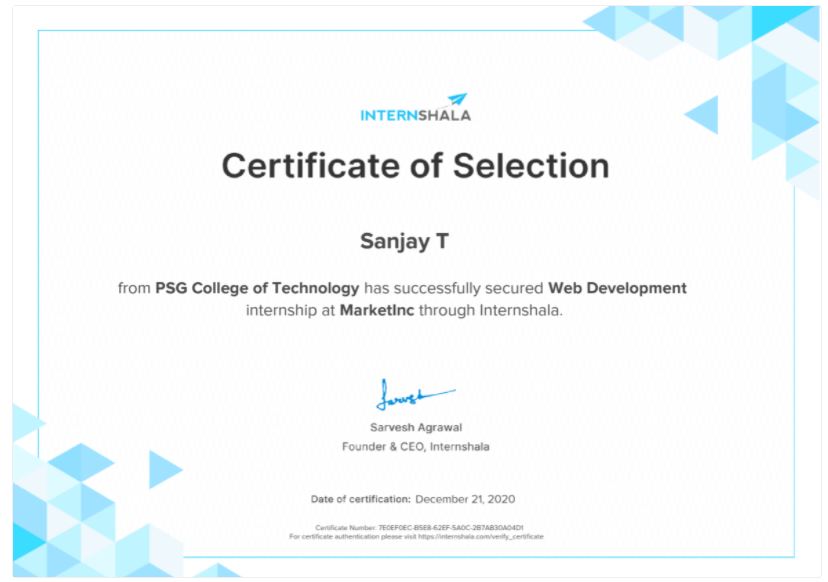 INTERNSHALA
Certificate of Selection
Sanjay T
from PSG College of Technology has successfully secured Web Development
internship at MarketInc through Internshala.
Sarvesh
Sarvesh Agrawal
Founder & CEO, Internshala
Date of certification: December 21, 2020
Certificate Number: 7E0EF0EC-B5E8-62EF-5A0C-2B7AB30A04D1
For certificate authentication please visit https://internshala.com/verify_certificate